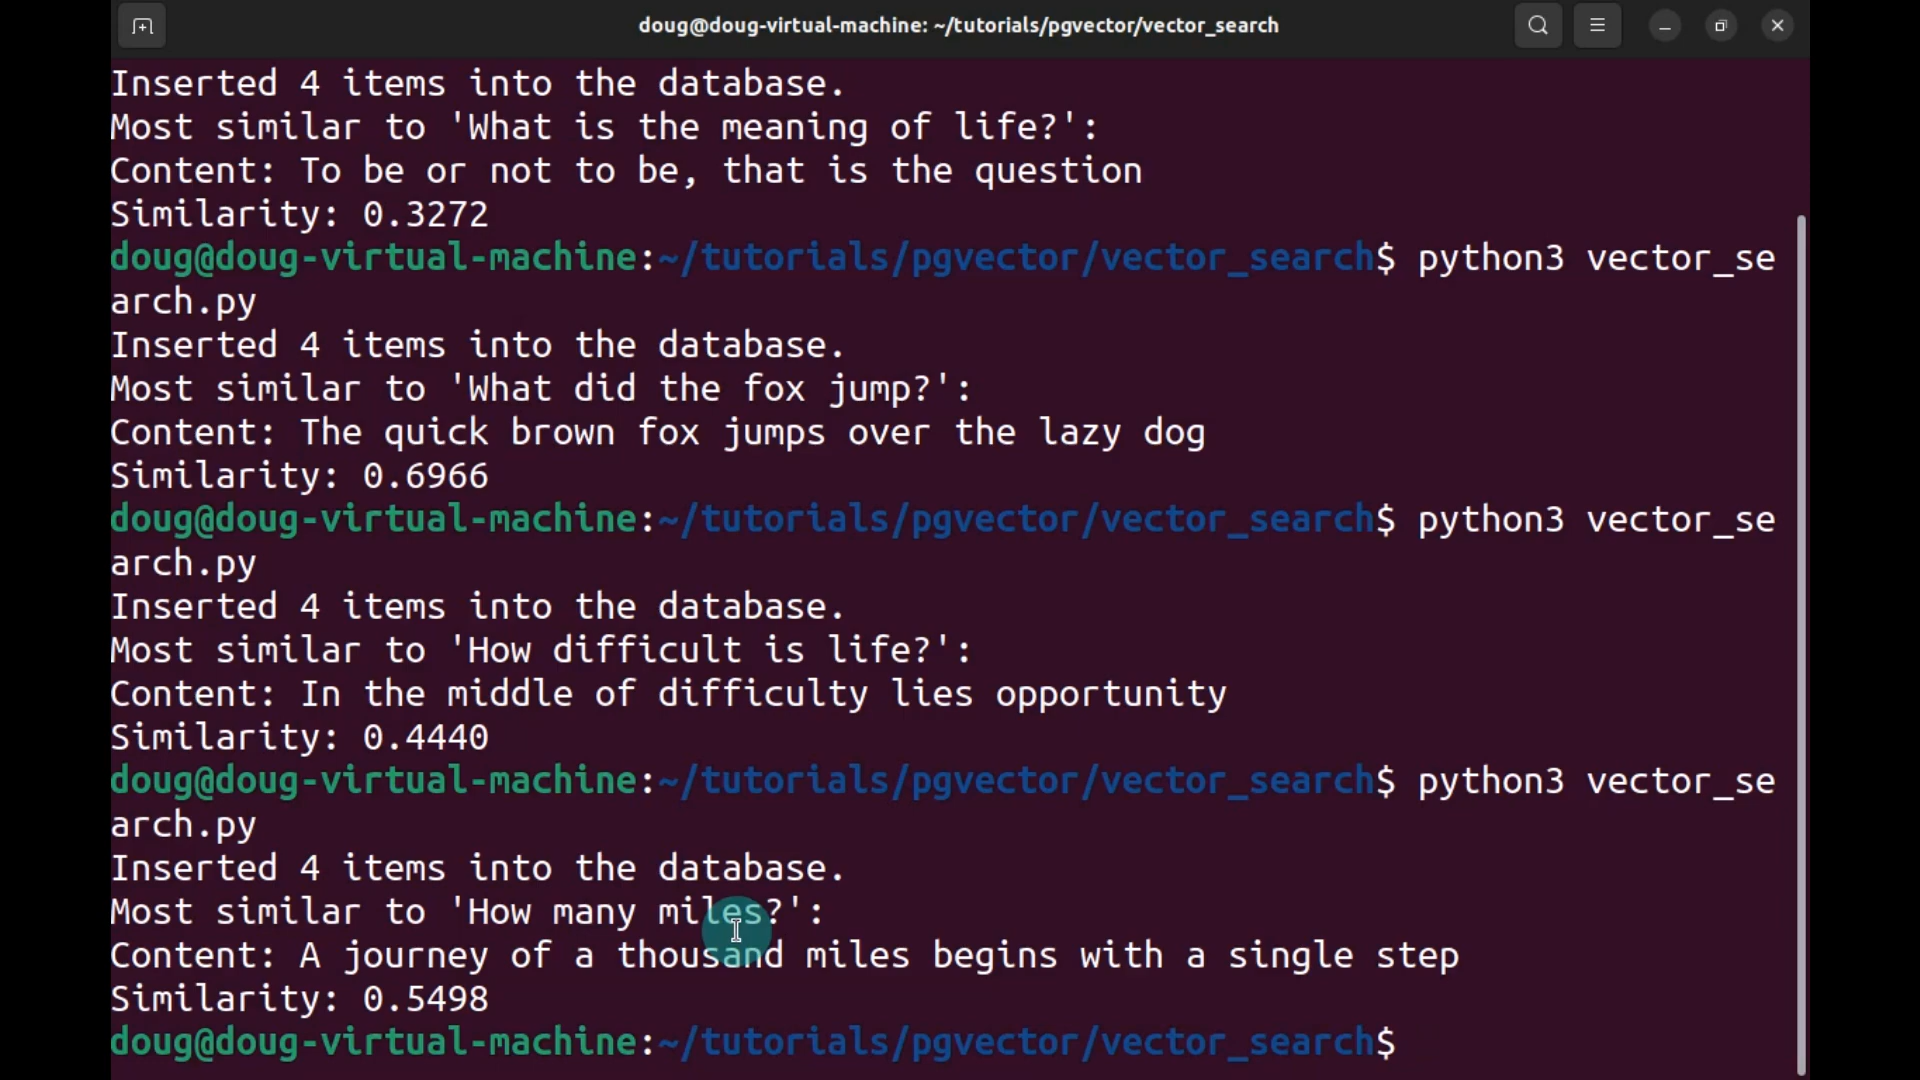 doug@doug-virtual-machine: ~/tutorials/pgvector/vector_search
Inserted 4 items into the database.
Most similar to 'What is the meaning of life?':
Content: To be or not to be, that is the question
Similarity: 0.3272
doug@doug-virtual-machine:~/tutorials/pgvector/vector_search$ python3 vector_se
arch.py
Inserted 4 items into the database.
Most similar to 'What did the fox jump?':
Content: The quick brown fox jumps over the lazy dog
Similarity: 0.6966
doug@doug-virtual-machine:~/tutorials/pgvector/vector_search$ python3 vector_se
arch.py
Inserted 4 items into the database.
Most similar to 'How difficult is life?':
Content: In the middle of difficulty lies opportunity
Similarity: 0.4440
doug@doug-virtual-machine:~/tutorials/pgvector/vector_search$ python3 vector_se
arch.py
Inserted 4 items into the database.
Most similar to 'How many miles?':
Content: A journey of a thousand miles begins with a single step
Similarity: 0.5498
doug@doug-virtual-machine:~/tutorials/pgvector/vector_search$